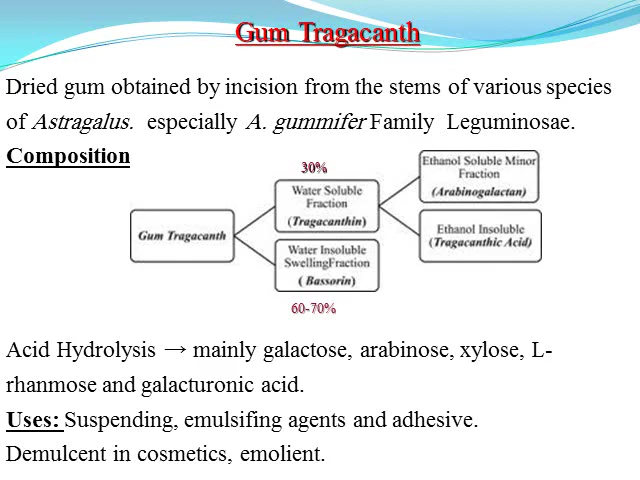 Gum Tragacanth
Dried gum obtained by incision from the stems of various species
of Astragalus. especially A. gummifer Family Leguminosae.
Composition
30%
Ethanol Soluble Minor
Fraction
(Arabinogalactan)
Water Soluble
Fraction
(Tragacanthin)
Gum Tragacanth
Ethanol Insoluble
(Tragacanthic Acid)
Water Insoluble
SwellingFraction
( Bassorin)
60-70%
Acid Hydrolysis → mainly galactose, arabinose, xylose, L-
rhanmose and galacturonic acid.
Uses: Suspending, emulsifing agents and adhesive.
Demulcent in cosmetics, emolient.